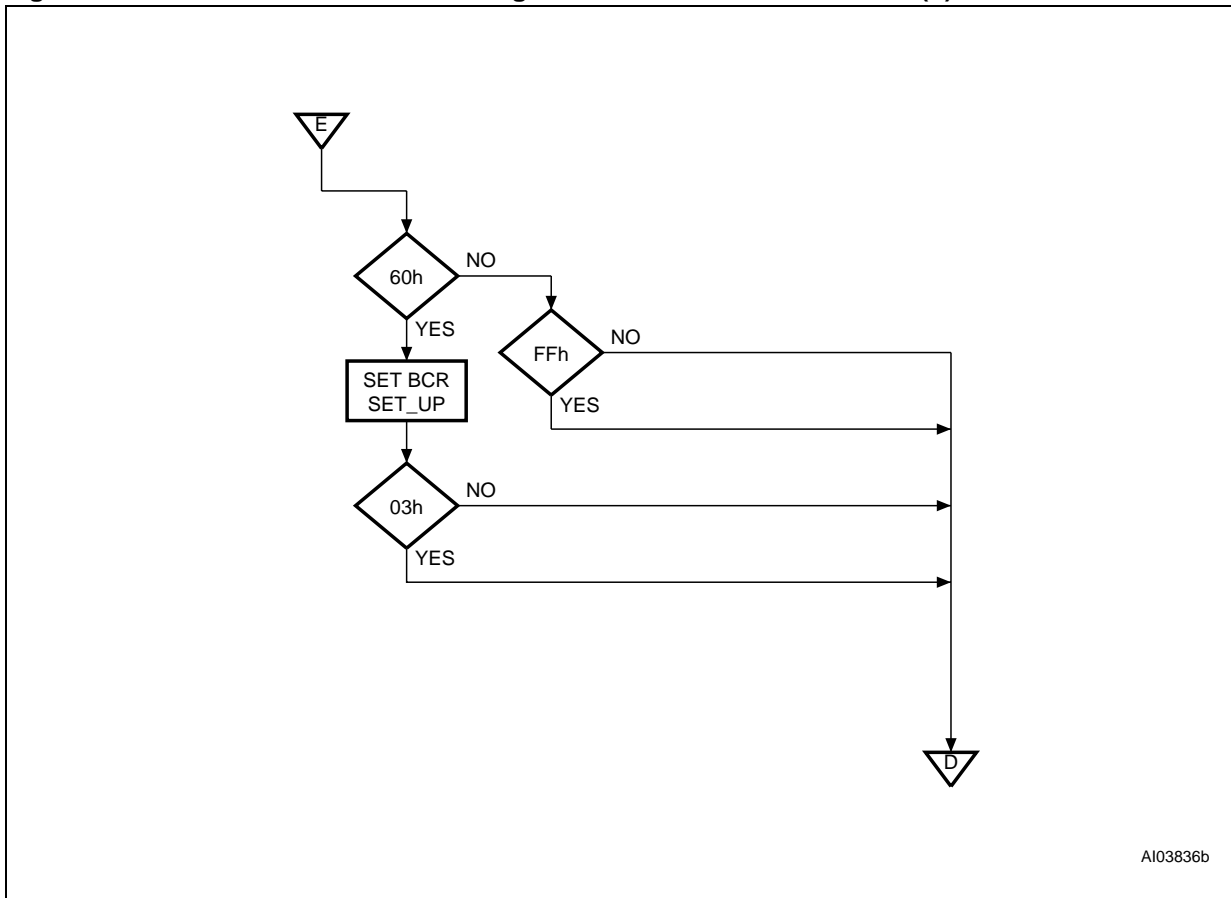 E
60h
NO
YES
FFh
NO
YES
SET BCR
SET_UP
03h
NO
YES
D
AI03836b